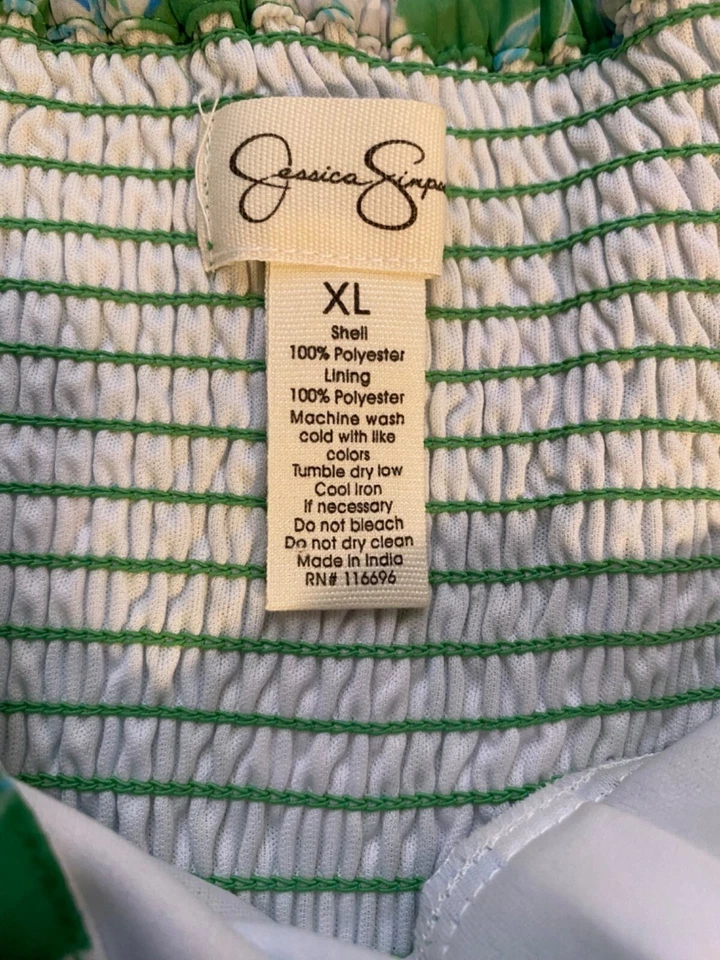 Jessica Simps
XL
Shell
100% Polyester
Lining
100% Polyester
Machine wash
cold with like
colors
Tumble dry low
Cool Iron
If necessary
Do not bleach
Do not dry clean
Made In India
RN# 116696